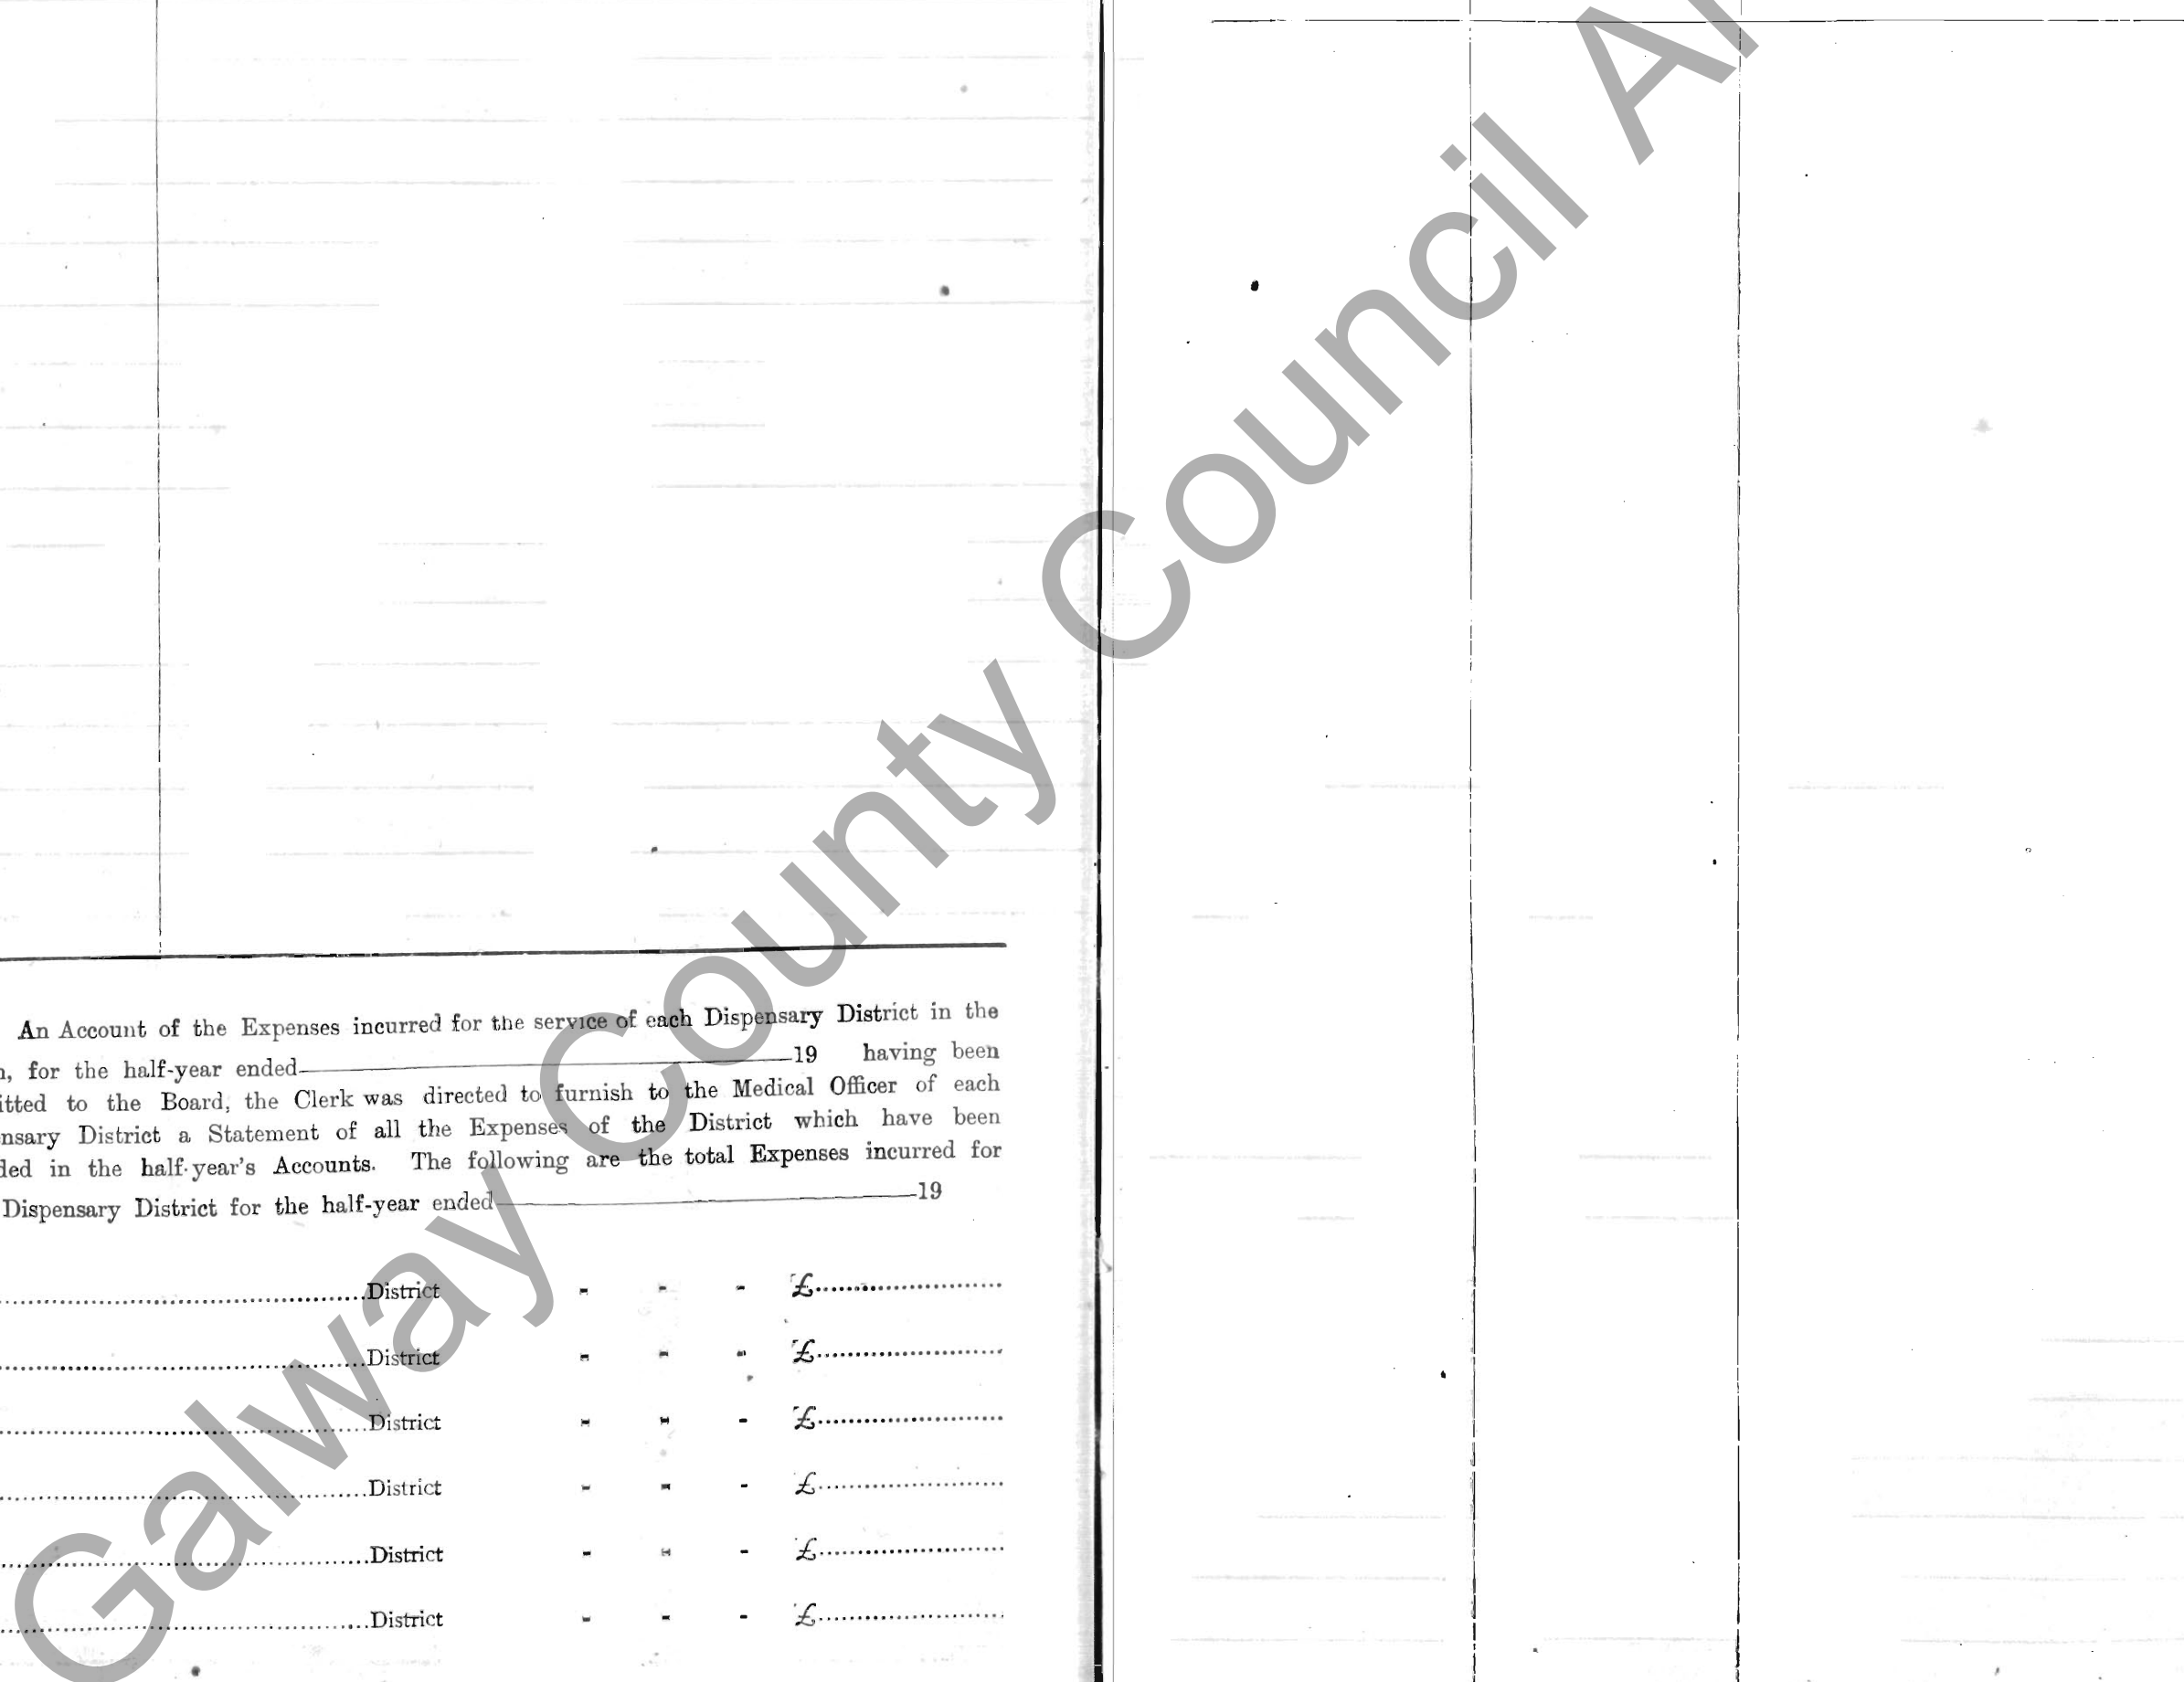 An Account of the Expenses incurred for the service of each Dispensary District in the
, for the half-year ended 19 having been
itted to the Board, the Clerk was directed to furnish to the Medical Officer of each
nsary District a Statement of all the Expenses of the District which have been
ded in the half-year's Accounts. The following are the total Expenses incurred for
Dispensary District for the half-year ended 19
District - - - £
District - - - £
District - - - £
District - - - £
District - - - £
District - - - £
Galway County Council A